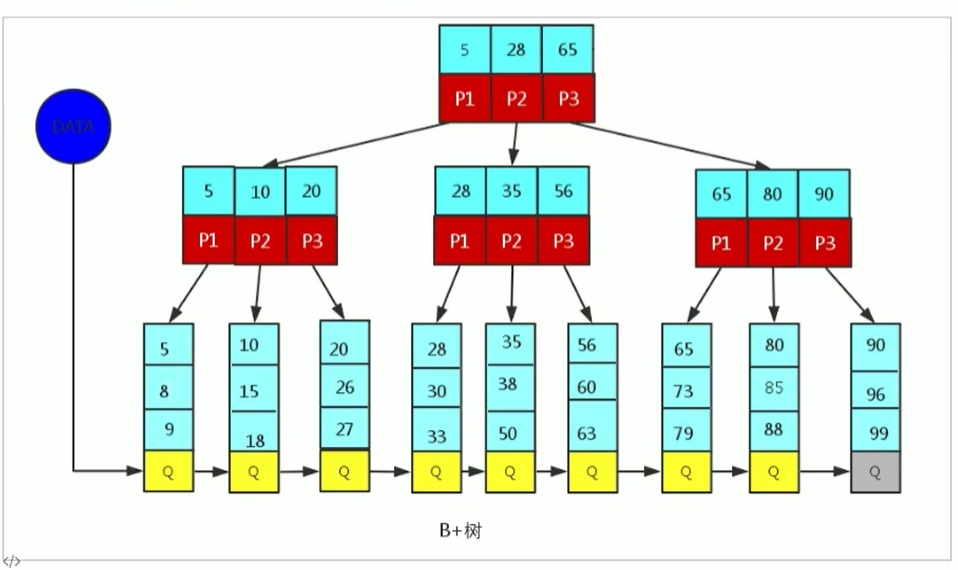 5 28 65
P1 P2 P3
DATA
5 10 20
P1 P2 P3
28 35 56
P1 P2 P3
65 80 90
P1 P2 P3
5
8
9
Q
10
15
18
Q
20
26
27
Q
28
30
33
Q
35
38
50
Q
56
60
63
Q
65
73
79
Q
80
85
88
Q
90
96
99
Q
B+树
</>